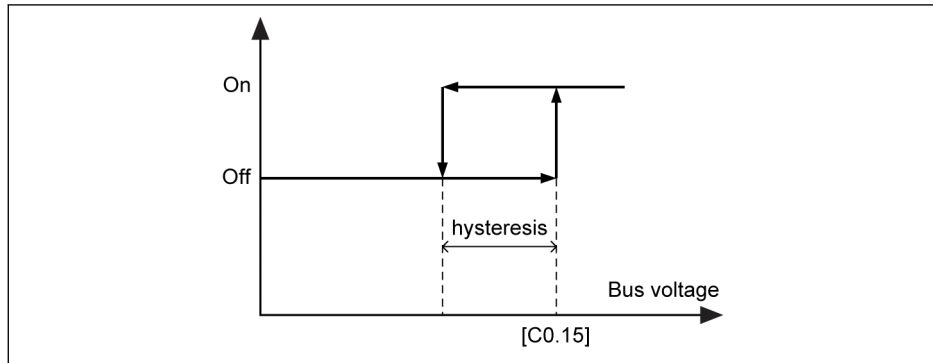 On
Off
hysteresis
Bus voltage
[C0.15]